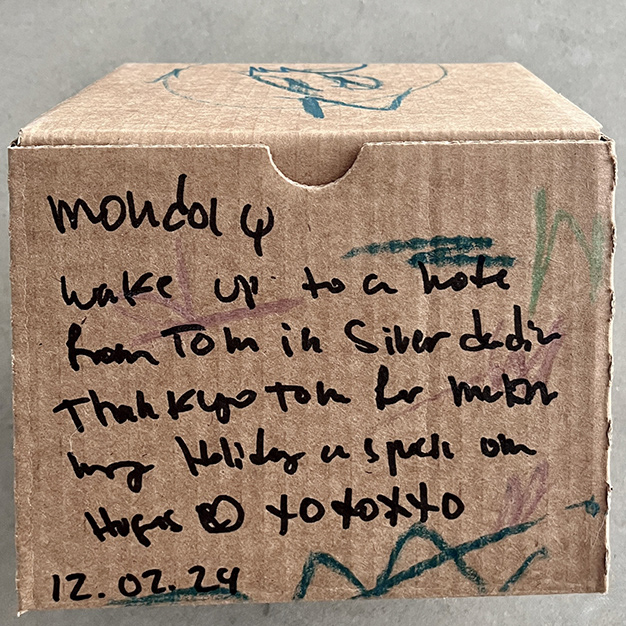 monday
wake up to a note
from Tom in Silver
Thank you Tom for
my Holiday a special one
Hugs xoxoxxo
12.02.24